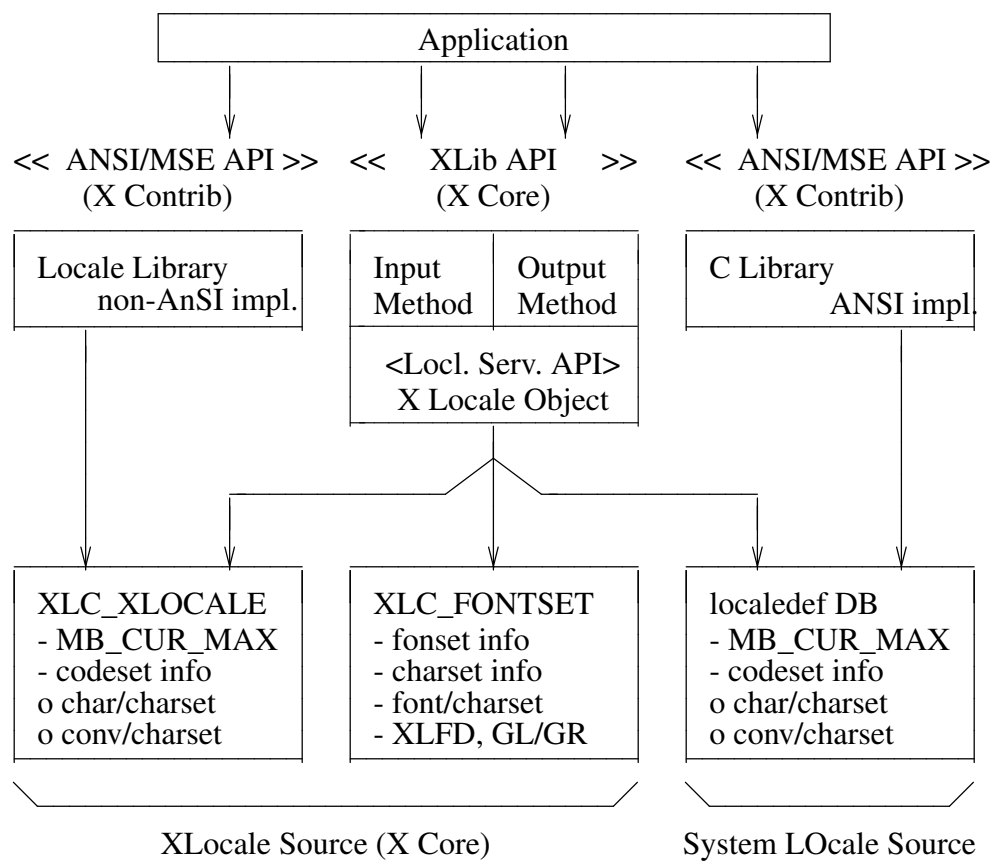 Application
<< ANSI/MSE API >>
(X Contrib)
<< XLib API >>
(X Core)
<< ANSI/MSE API >>
(X Contrib)
Locale Library
non-AnSI impl.
Input
Method
Output
Method
<Locl. Serv. API>
X Locale Object
C Library
ANSI impl.
XLC_XLOCALE
- MB_CUR_MAX
- codeset info
o char/charset
o conv/charset
XLC_FONTSET
- fonset info
- charset info
- font/charset
- XLFD, GL/GR
localedef DB
- MB_CUR_MAX
- codeset info
o char/charset
o conv/charset
XLocale Source (X Core)
System LOcale Source